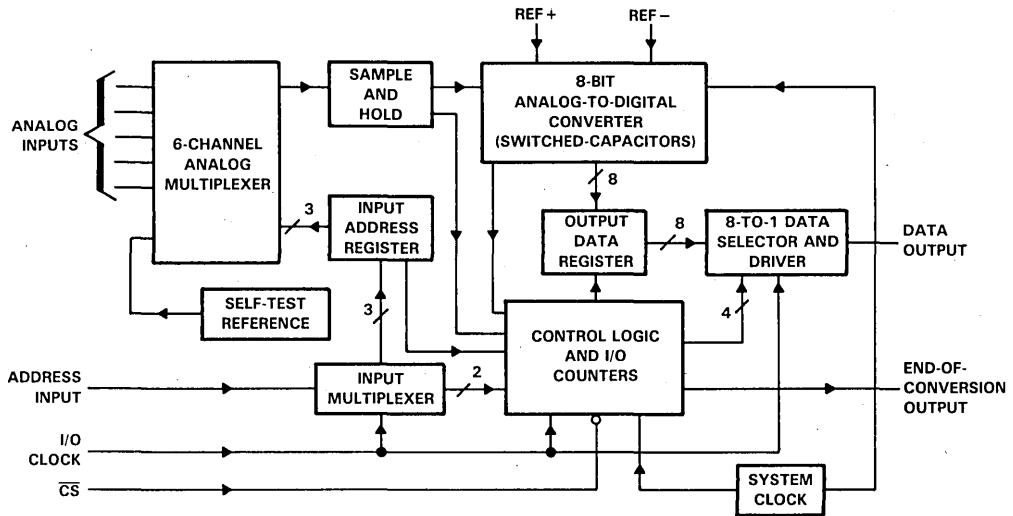 REF+
REF−
SAMPLE
AND
HOLD
8-BIT
ANALOG-TO-DIGITAL
CONVERTER
(SWITCHED-CAPACITORS)
ANALOG
INPUTS
6-CHANNEL
ANALOG
MULTIPLEXER
8
3
INPUT
ADDRESS
REGISTER
OUTPUT
DATA
REGISTER
8
8-TO-1 DATA
SELECTOR AND
DRIVER
DATA
OUTPUT
SELF-TEST
REFERENCE
3
4
CONTROL LOGIC
AND I/O
COUNTERS
ADDRESS
INPUT
INPUT
MULTIPLEXER
2
END-OF-
CONVERSION
OUTPUT
I/O
CLOCK
C̅S̅
SYSTEM
CLOCK